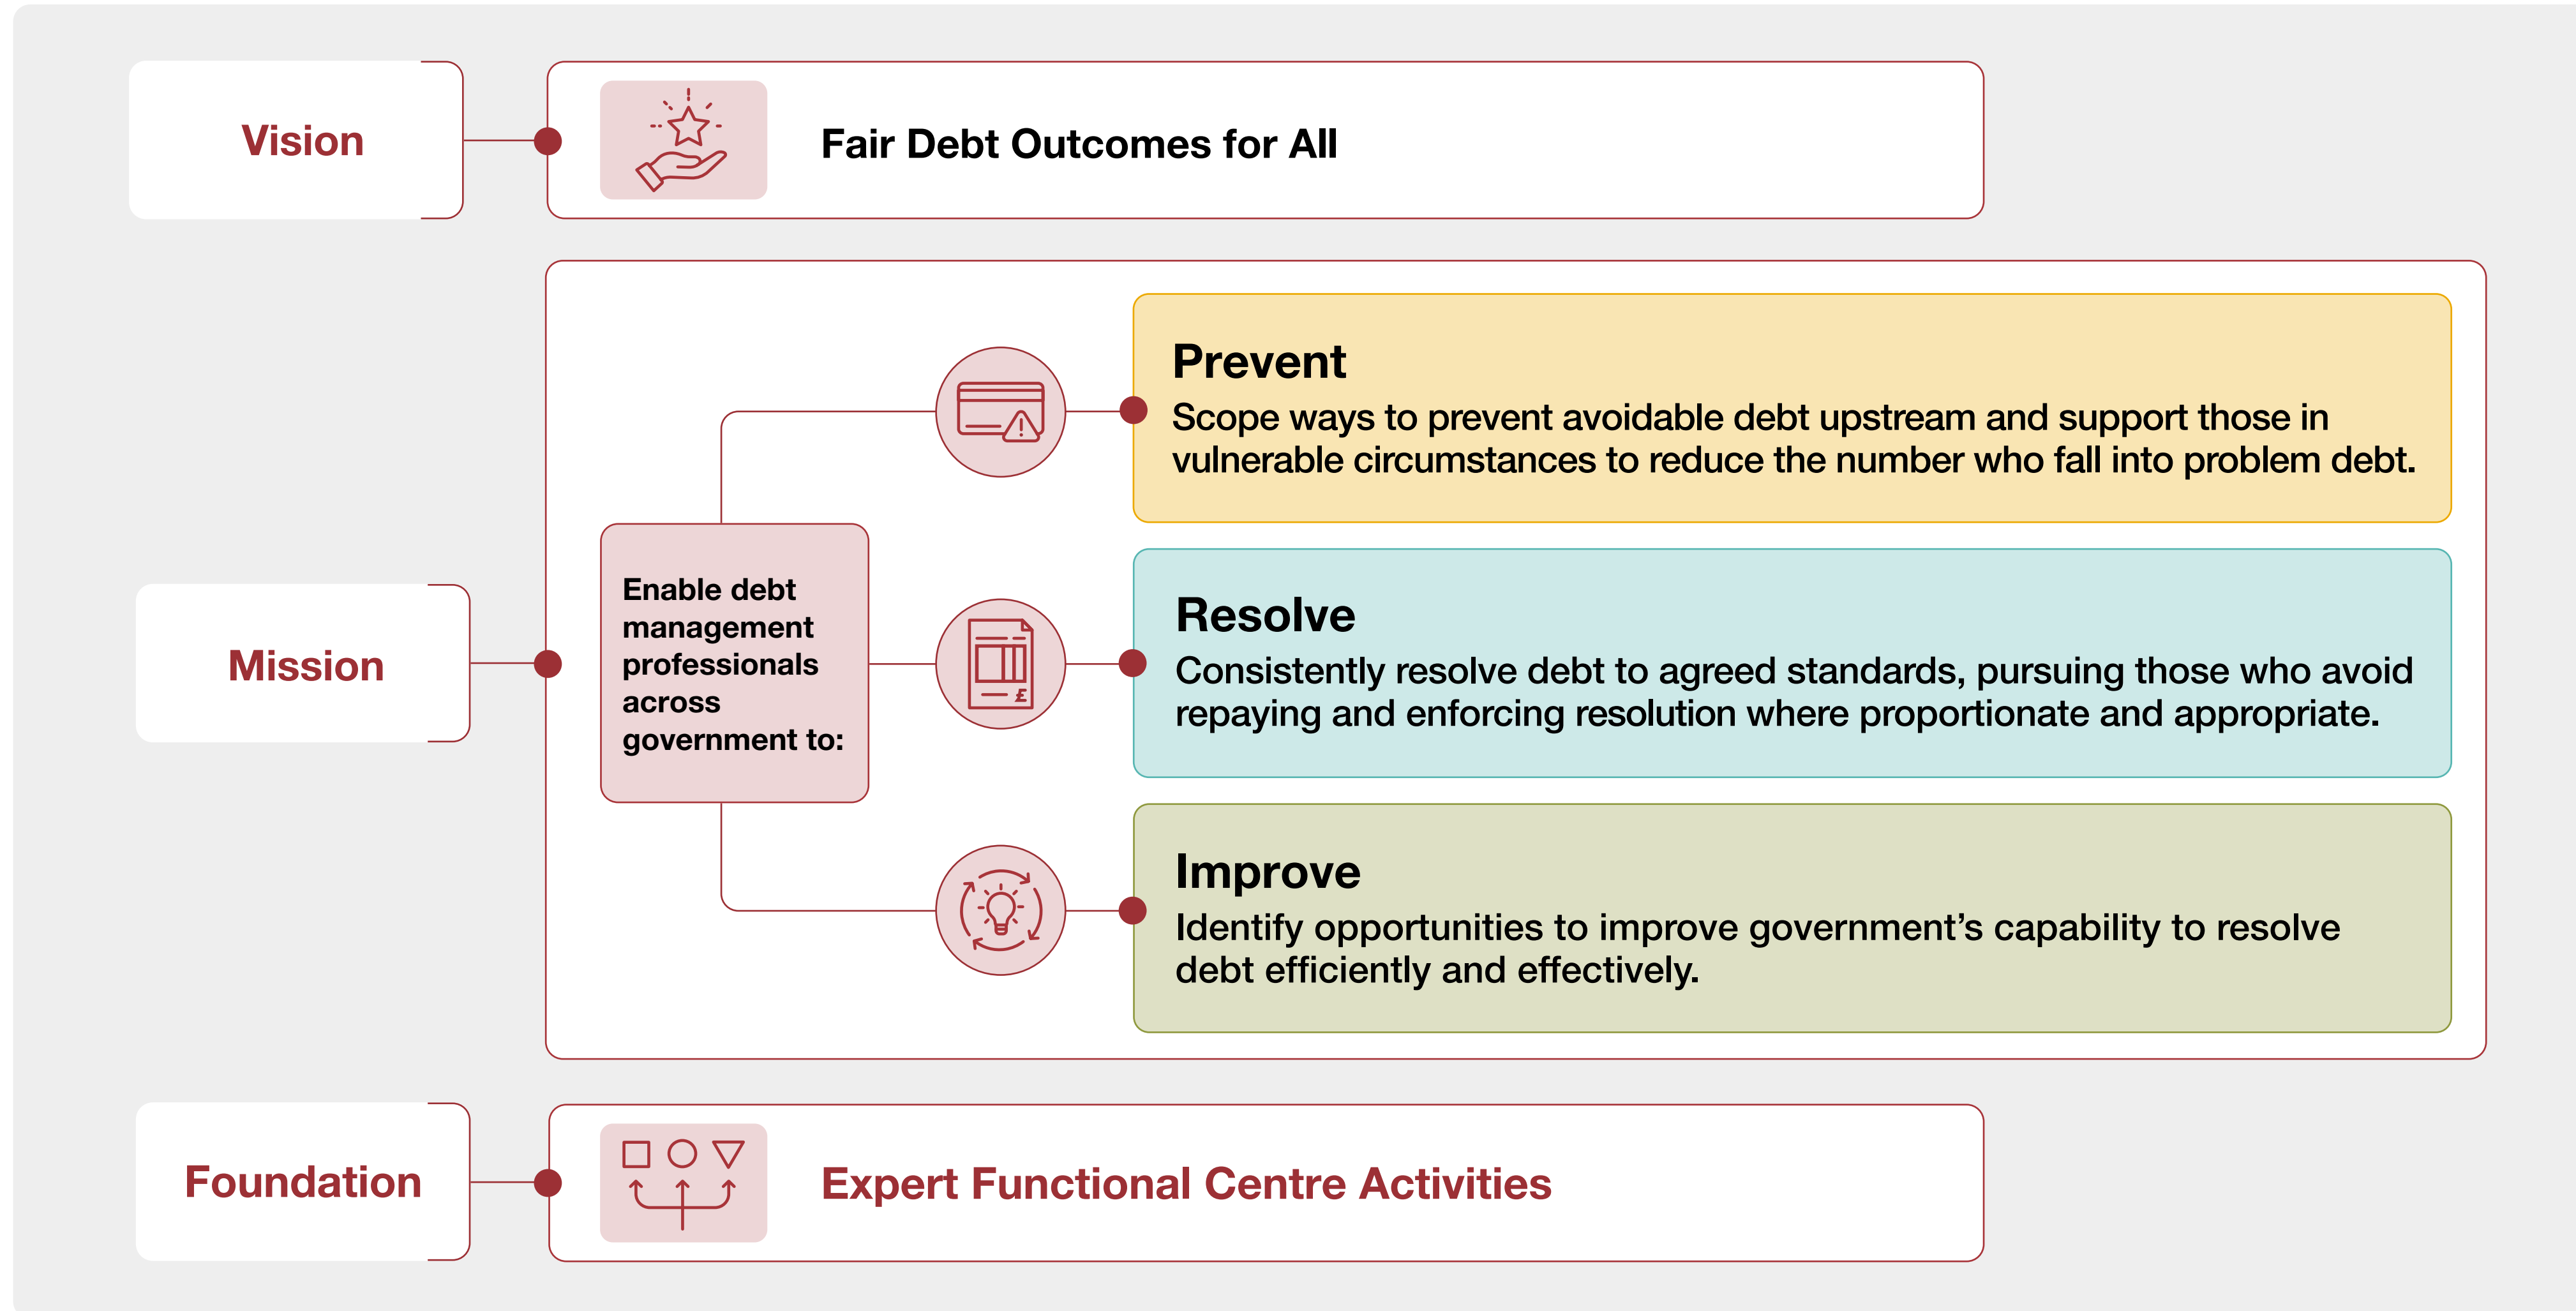 Vision
Fair Debt Outcomes for All
Mission
Enable debt
management
professionals
across
government to:
Prevent
Scope ways to prevent avoidable debt upstream and support those in
vulnerable circumstances to reduce the number who fall into problem debt.
£
Resolve
Consistently resolve debt to agreed standards, pursuing those who avoid
repaying and enforcing resolution where proportionate and appropriate.
Improve
Identify opportunities to improve government’s capability to resolve
debt efficiently and effectively.
Foundation
Expert Functional Centre Activities